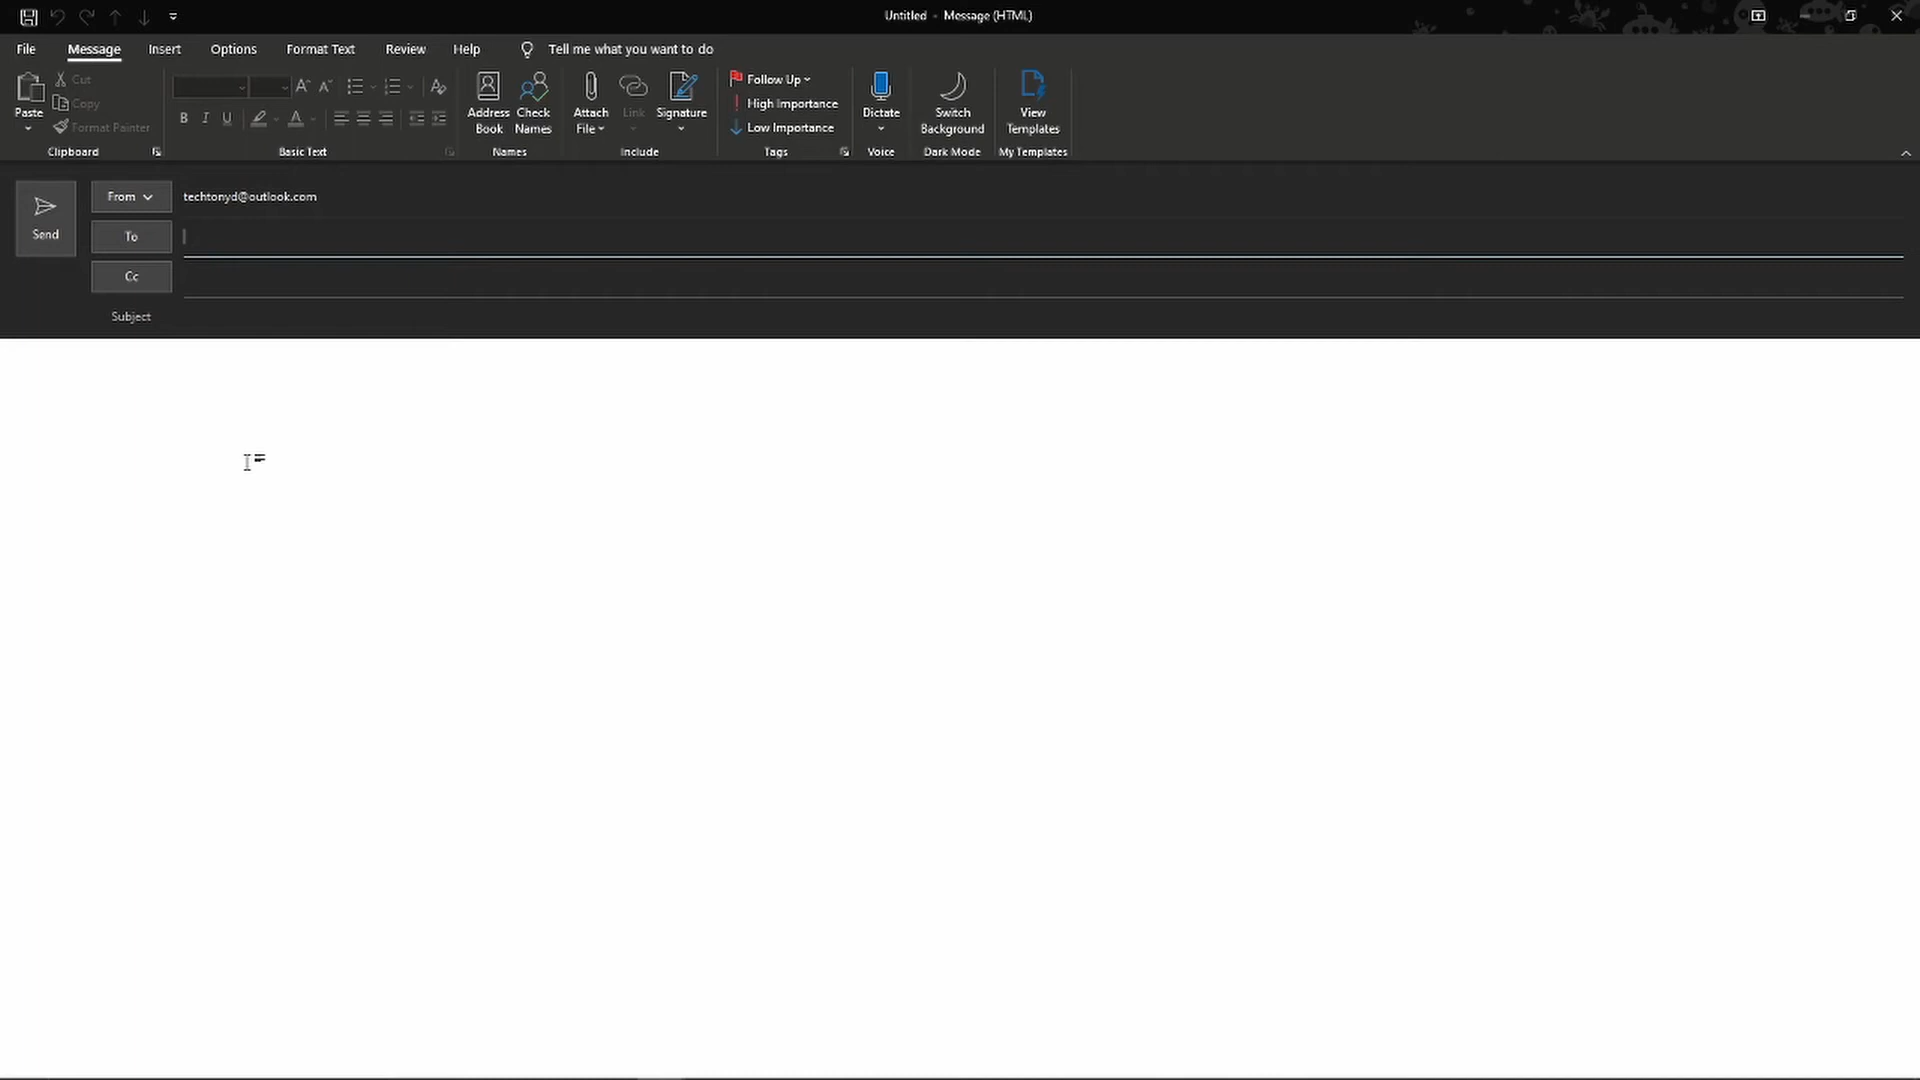 Untitled - Message (HTML)
File Message Insert Options Format Text Review Help Tell me what you want to do
Paste
Cut
Copy
Format Painter
Clipboard
B I U A
Basic Text
Address Book
Check Names
Names
Attach File
Link
Signature
Include
Follow Up
High Importance
Low Importance
Tags
Dictate
Voice
Switch Background
Dark Mode
View Templates
My Templates
Send
From techtonyd@outlook.com
To
Cc
Subject